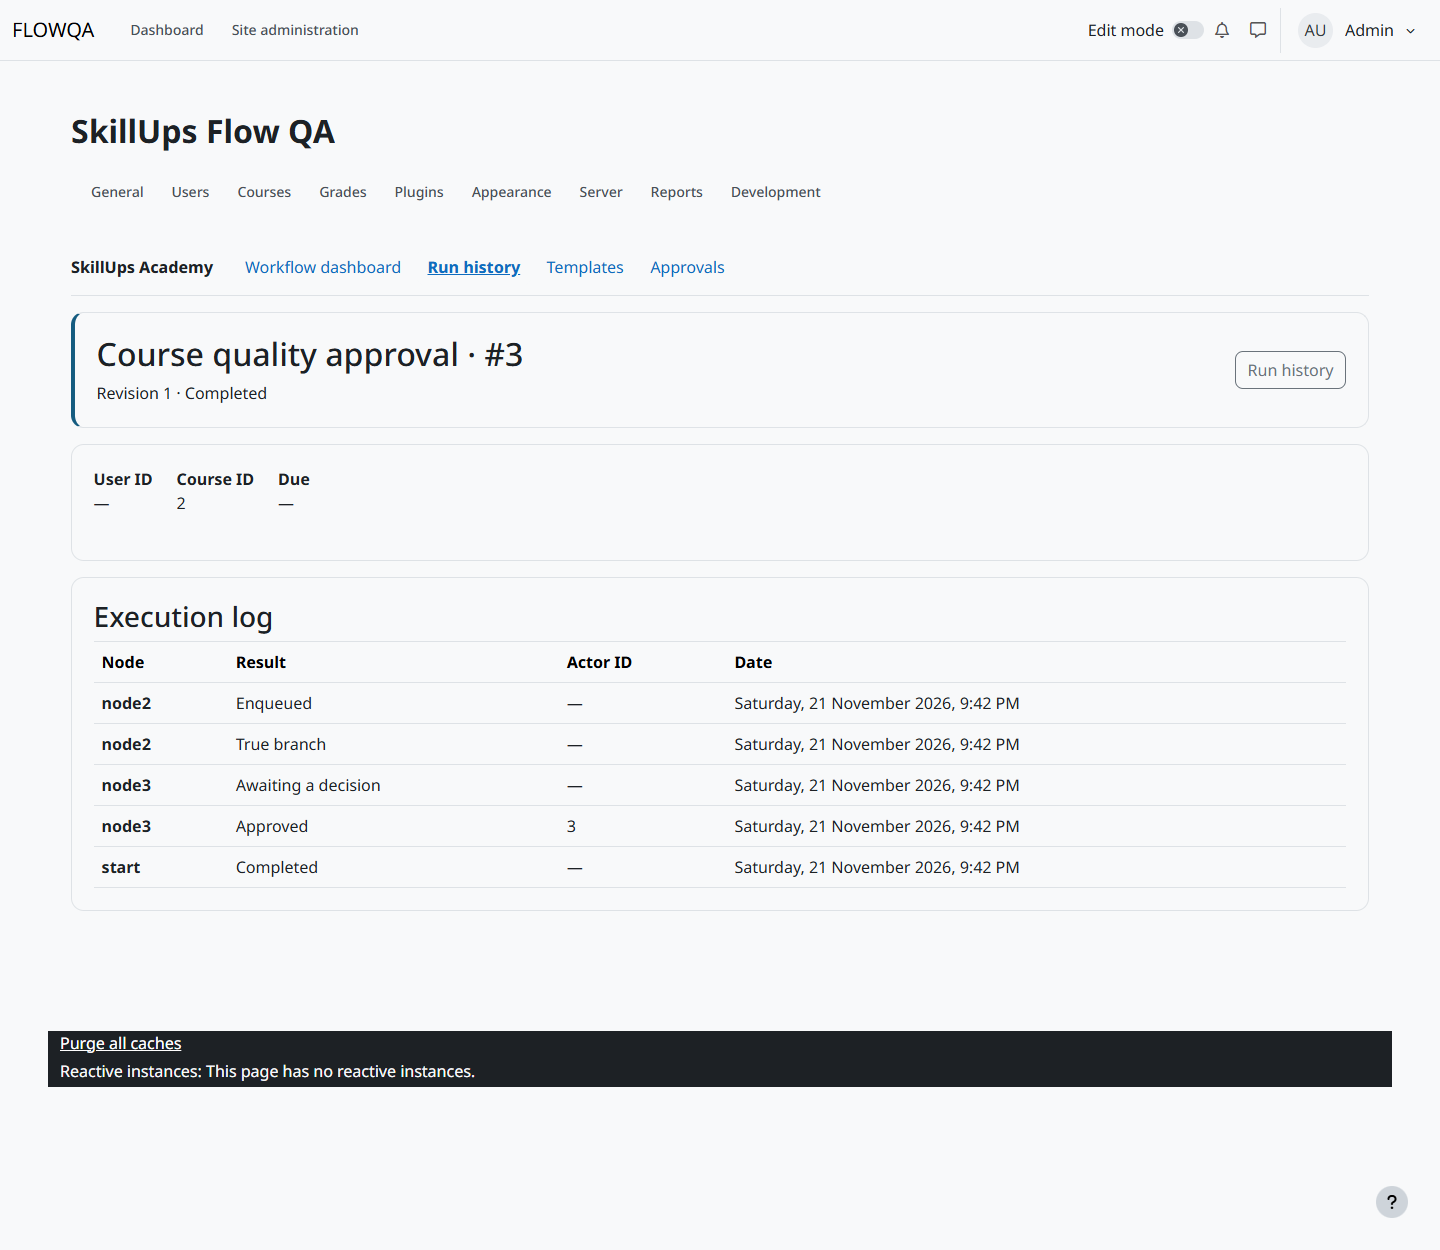 FLOWQA Dashboard Site administration Edit mode AU Admin
SkillUps Flow QA
General Users Courses Grades Plugins Appearance Server Reports Development
SkillUps Academy Workflow dashboard Run history Templates Approvals
Course quality approval · #3
Revision 1 · Completed
Run history
User ID Course ID Due
— 2 —
Execution log
Node Result Actor ID Date
node2 Enqueued — Saturday, 21 November 2026, 9:42 PM
node2 True branch — Saturday, 21 November 2026, 9:42 PM
node3 Awaiting a decision — Saturday, 21 November 2026, 9:42 PM
node3 Approved 3 Saturday, 21 November 2026, 9:42 PM
start Completed — Saturday, 21 November 2026, 9:42 PM
Purge all caches
Reactive instances: This page has no reactive instances.
?